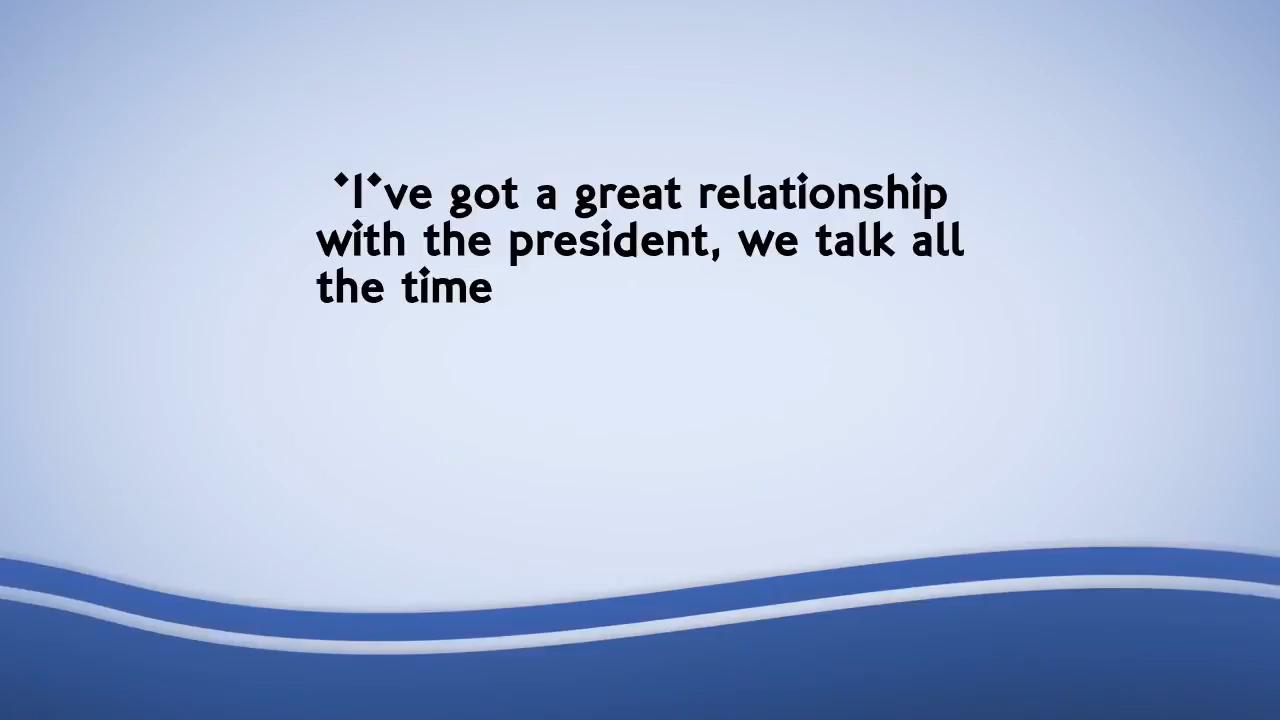 "I've got a great relationship
with the president, we talk all
the time